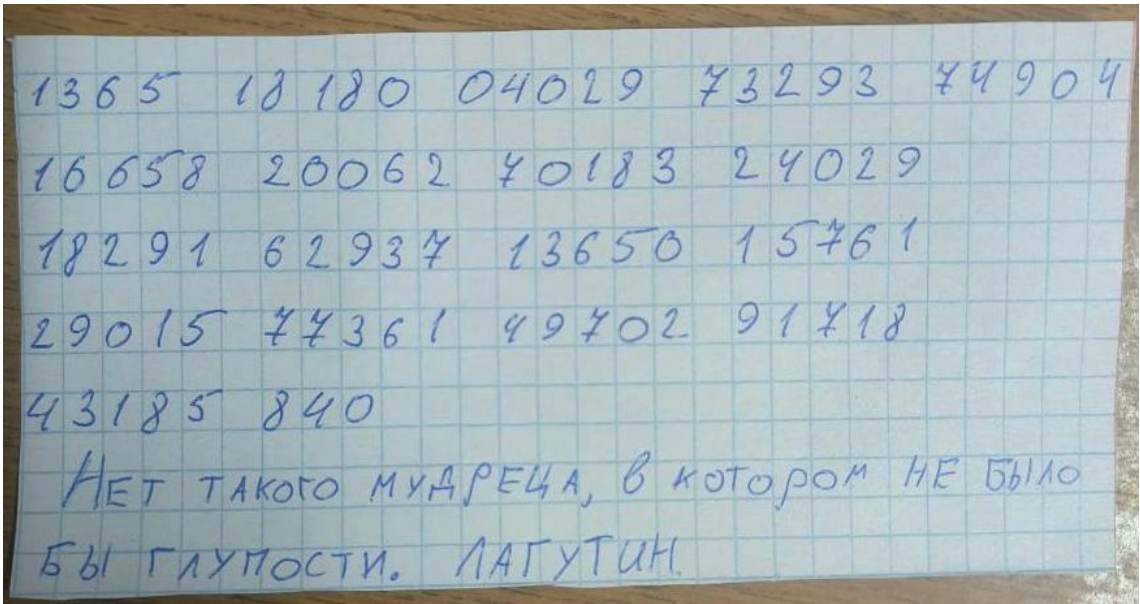 1365 18180 04029 73293 74904
16658 20062 70183 24029
18291 62937 13650 15761
29015 77361 49702 91718
43185 840
НЕТ ТАКОГО МУДРЕЦА, В КОТОРОМ НЕ БЫЛО
БЫ ГЛУПОСТИ. ЛАГУТИН.